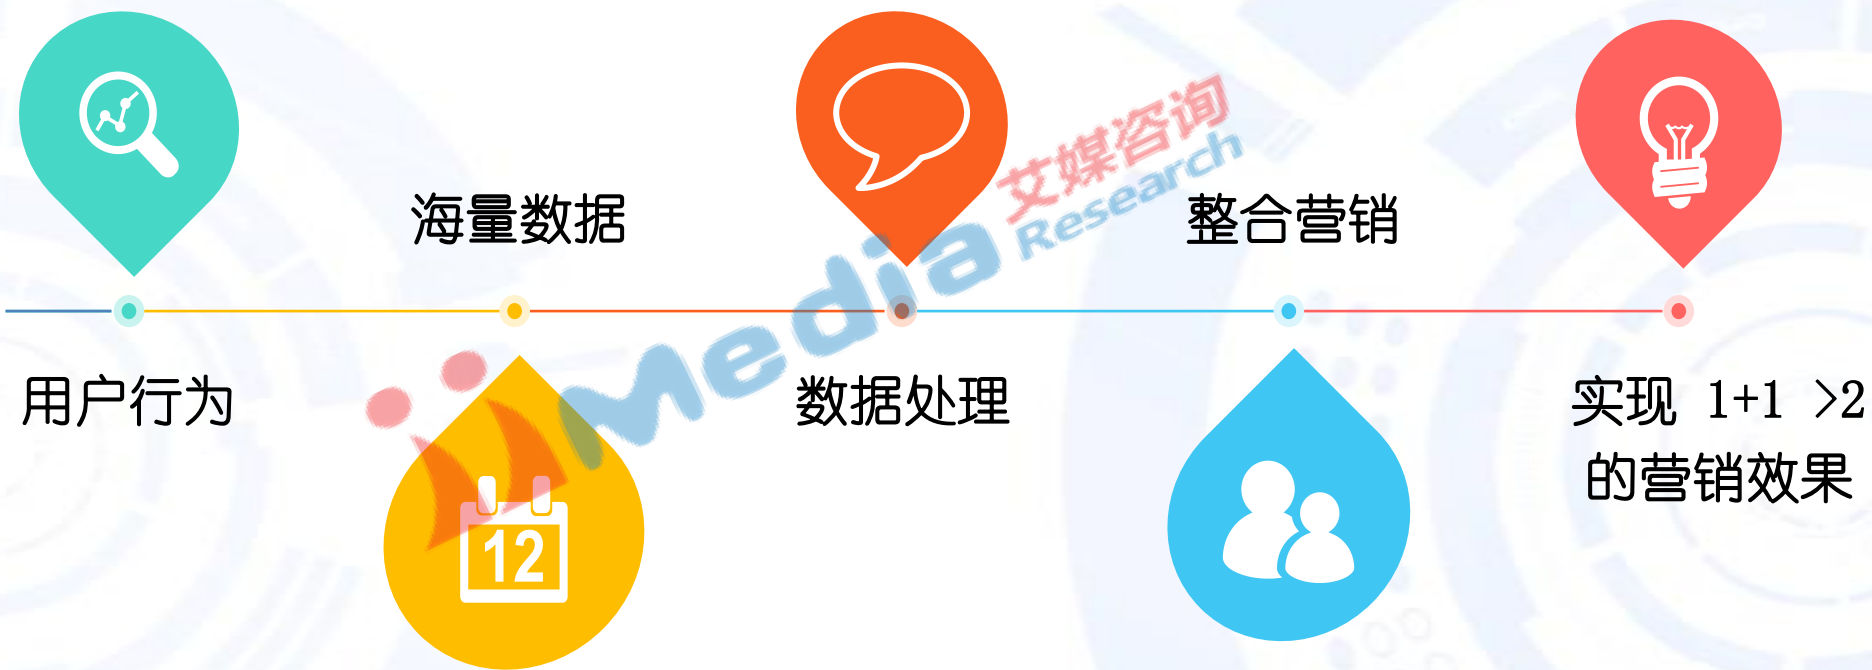 用户行为
海量数据
12
数据处理
整合营销
实现 1+1 >2
的营销效果
艾媒咨询
iiMedia Research